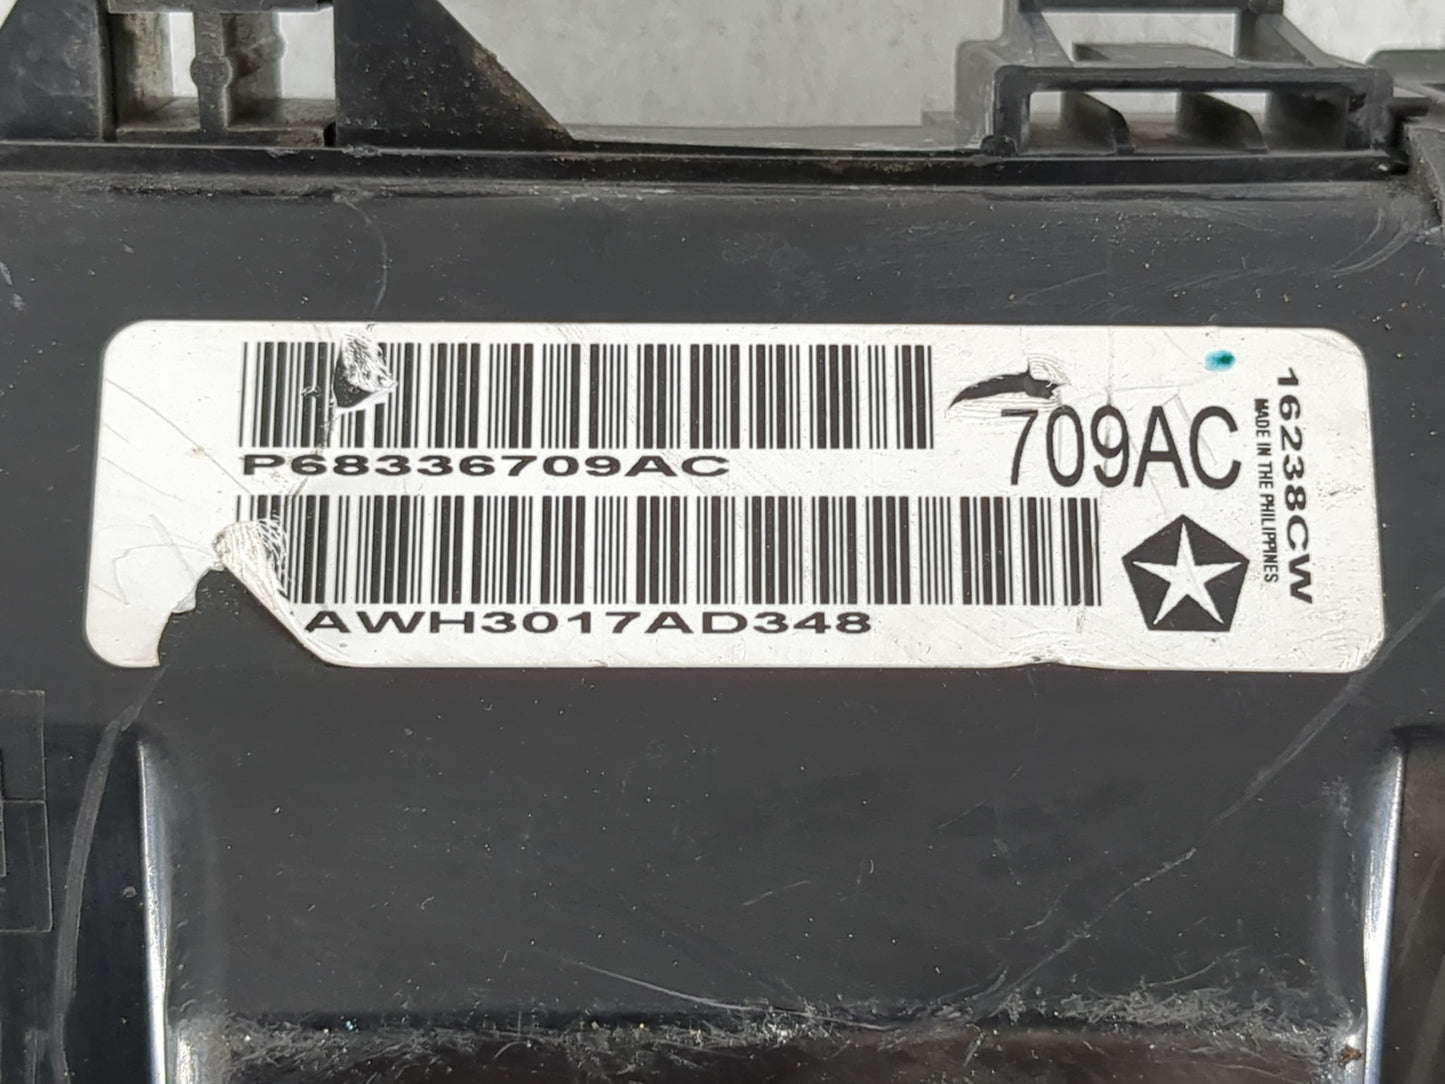 P68336709AC
709AC
AWH3017AD348
16238CW
MADE IN THE PHILIPPINES